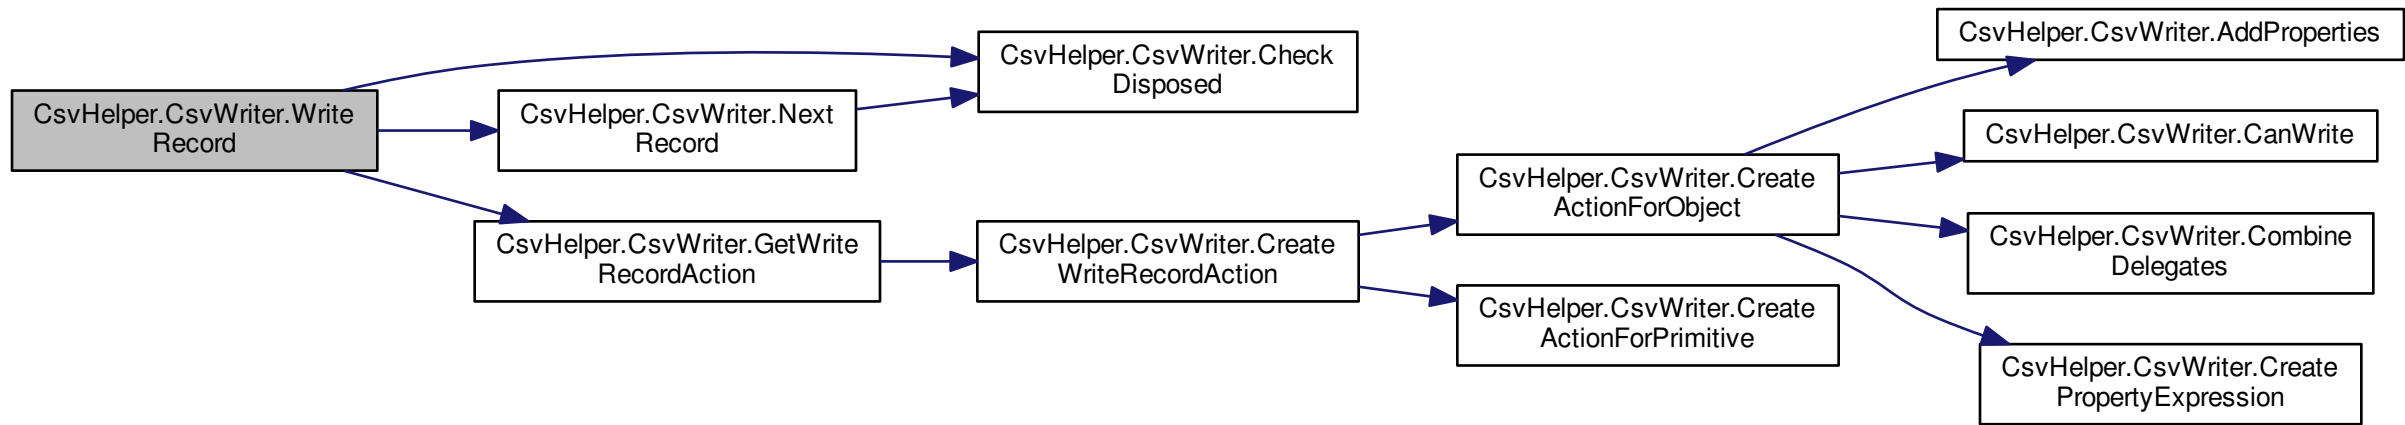 CsvHelper.CsvWriter.Write
Record
CsvHelper.CsvWriter.Next
Record
CsvHelper.CsvWriter.GetWrite
RecordAction
CsvHelper.CsvWriter.Check
Disposed
CsvHelper.CsvWriter.Create
WriteRecordAction
CsvHelper.CsvWriter.Create
ActionForObject
CsvHelper.CsvWriter.Create
ActionForPrimitive
CsvHelper.CsvWriter.AddProperties
CsvHelper.CsvWriter.CanWrite
CsvHelper.CsvWriter.Combine
Delegates
CsvHelper.CsvWriter.Create
PropertyExpression